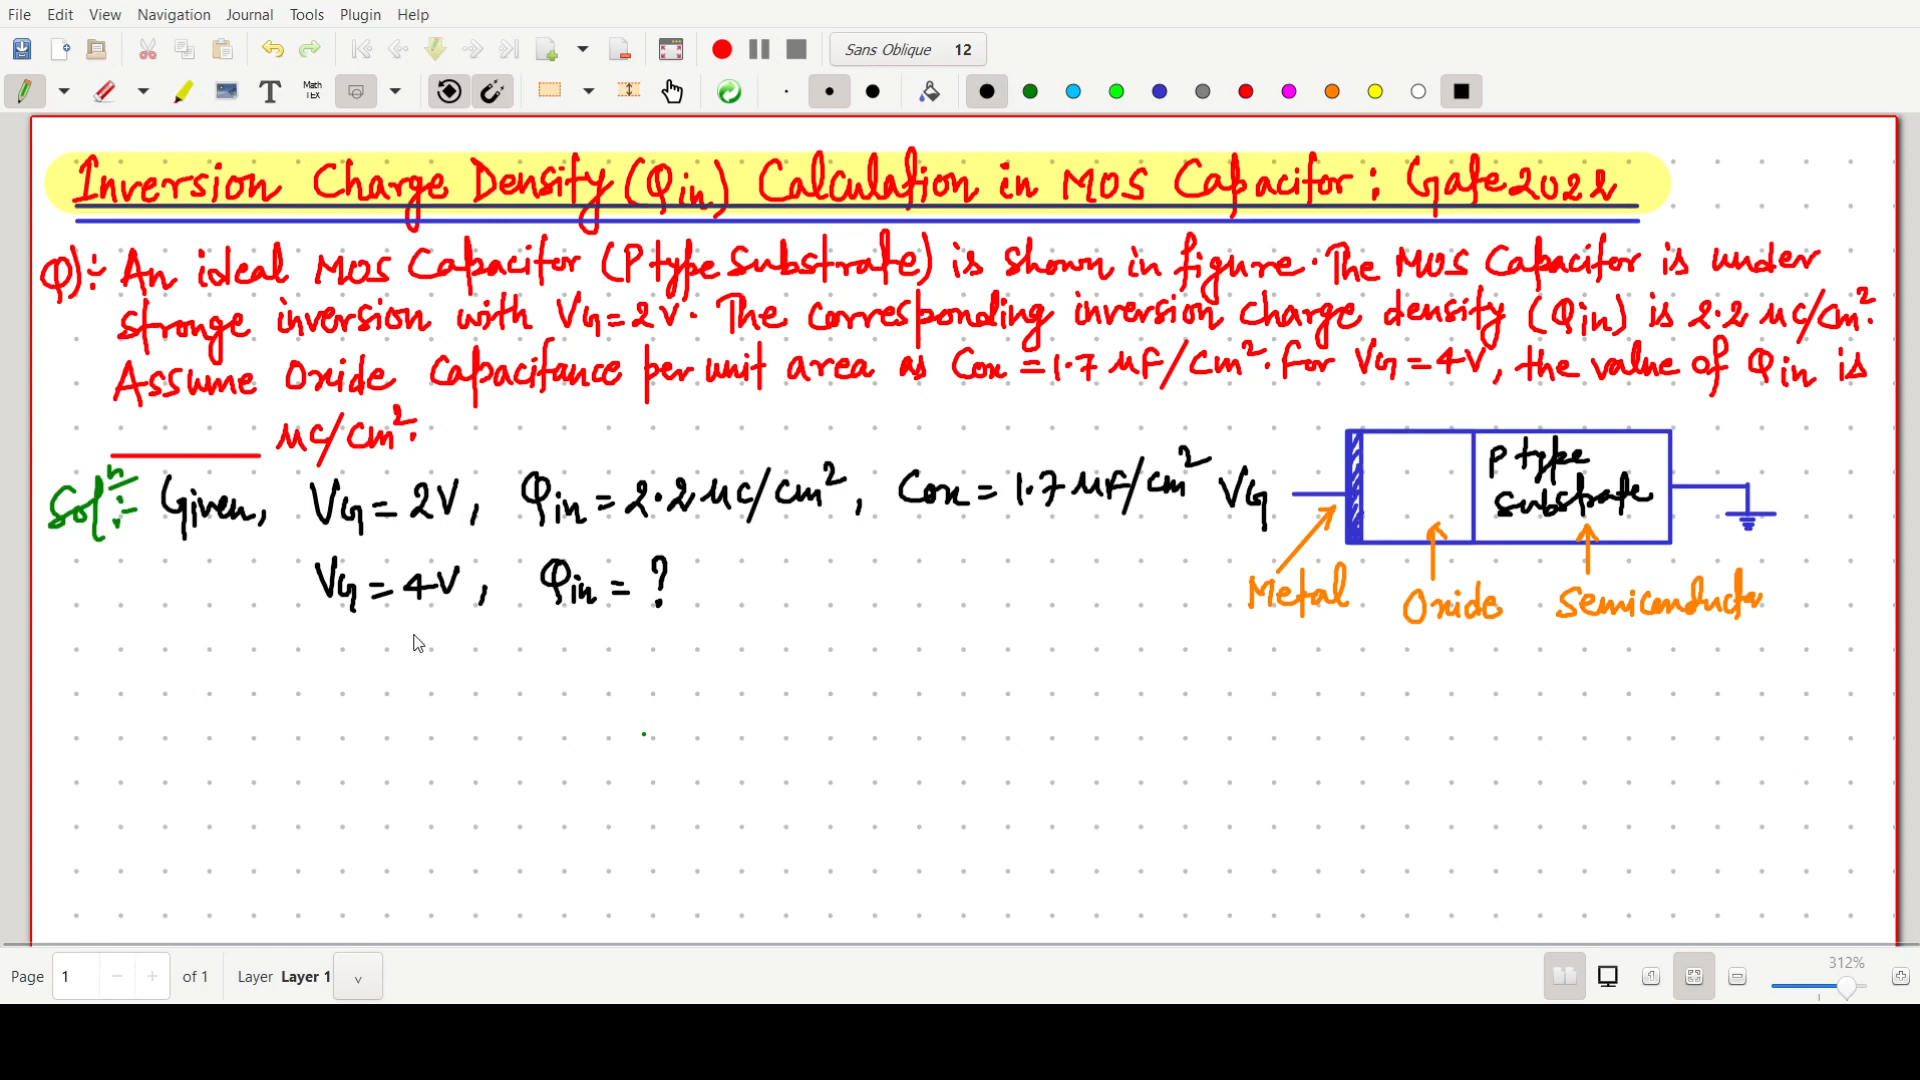 File Edit View Navigation Journal Tools Plugin Help
Sans Oblique 12
T Math TEX
Inversion Charge Density (Qin) Calculation in MOS Capacitor: Gate2022
Q):- An ideal MOS Capacitor (P type Substrate) is shown in figure. The MOS Capacitor is under
stronge inversion with VG = 2V. The corresponding inversion charge density (Qin) is 2.2 μc/cm².
Assume Oxide Capacitance per unit area as Cox = 1.7 μF/cm². For VG = 4V, the value of Qin is
_______ μc/cm².
Solⁿ:- Given, VG = 2V, Qin = 2.2 μc/cm², Cox = 1.7 μF/cm²
VG = 4V, Qin = ?
VG
P type
Substrate
Metal Oxide Semiconductor
Page 1 of 1 Layer Layer 1
312%